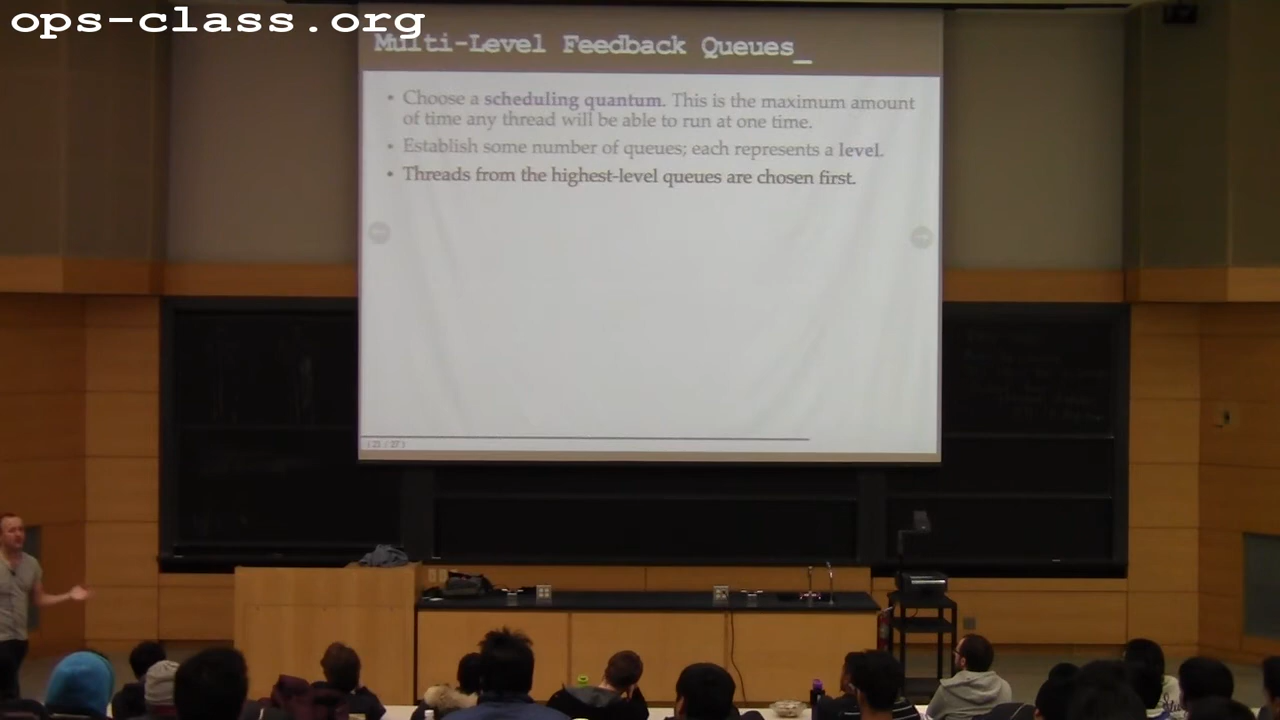 ops-class.org
Multi-Level Feedback Queues_
• Choose a scheduling quantum. This is the maximum amount
of time any thread will be able to run at one time.
• Establish some number of queues; each represents a level.
• Threads from the highest-level queues are chosen first.
( 21 / 27 )